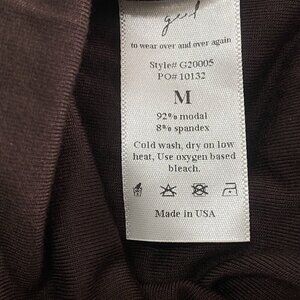 to wear over and over again
Style# G20005
PO# 10132
M
92% modal
8% spandex
Cold wash, dry on low
heat, Use oxygen based
bleach.
Made in USA